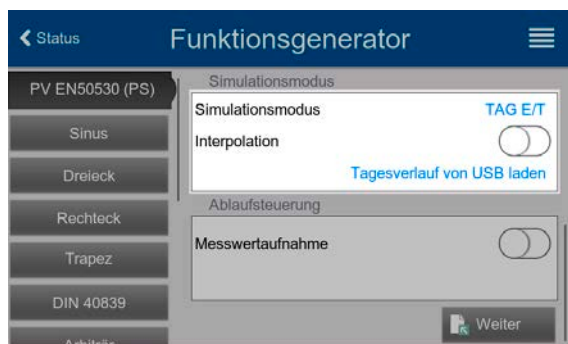 Status
Funktionsgenerator
PV EN50530 (PS)
Sinus
Dreieck
Rechteck
Trapez
DIN 40839
Simulationsmodus
Simulationsmodus TAG E/T
Interpolation
Tagesverlauf von USB laden
Ablaufsteuerung
Messwertaufnahme
Weiter